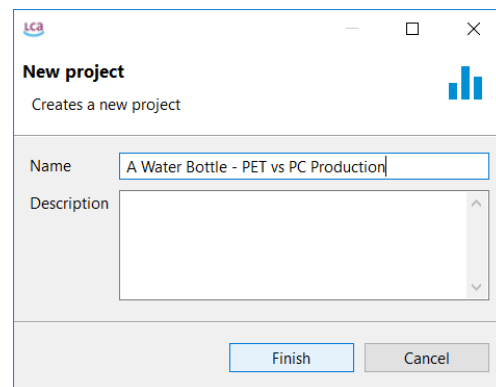 LCA
New project
Creates a new project
Name A Water Bottle - PET vs PC Production
Description
Finish Cancel